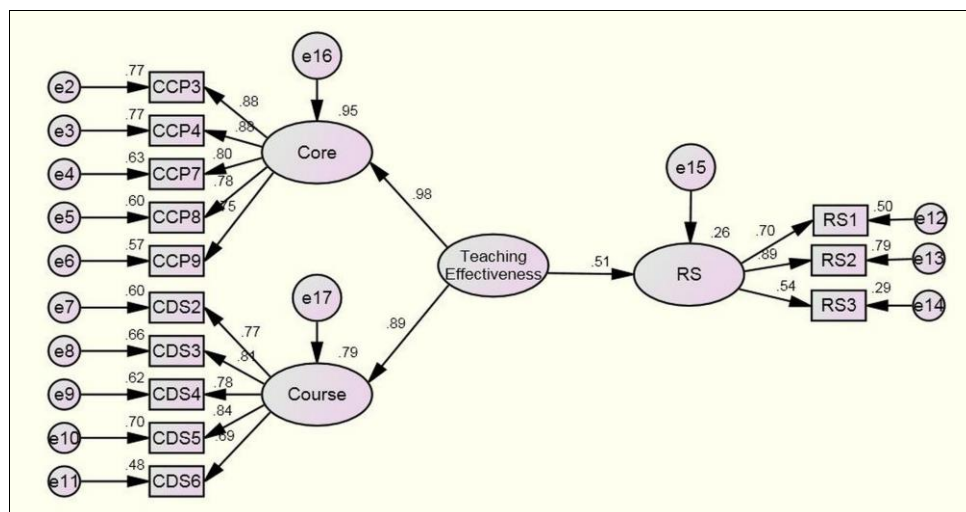 e16
.77
e2
CCP3
.88
.95
.77
e3
CCP4
.88
Core
.63
e4
CCP7
.80
.78
e15
.60
e5
CCP8
.75
.98
.57
e6
CCP9
Teaching
Effectiveness
.51
.26
RS
.70
RS1
.50
e12
.89
RS2
.79
e13
.54
RS3
.29
e14
.60
e7
CDS2
e17
.77
.89
.66
e8
CDS3
.81
.79
.62
e9
CDS4
.78
Course
.84
.70
e10
CDS5
.69
.48
e11
CDS6